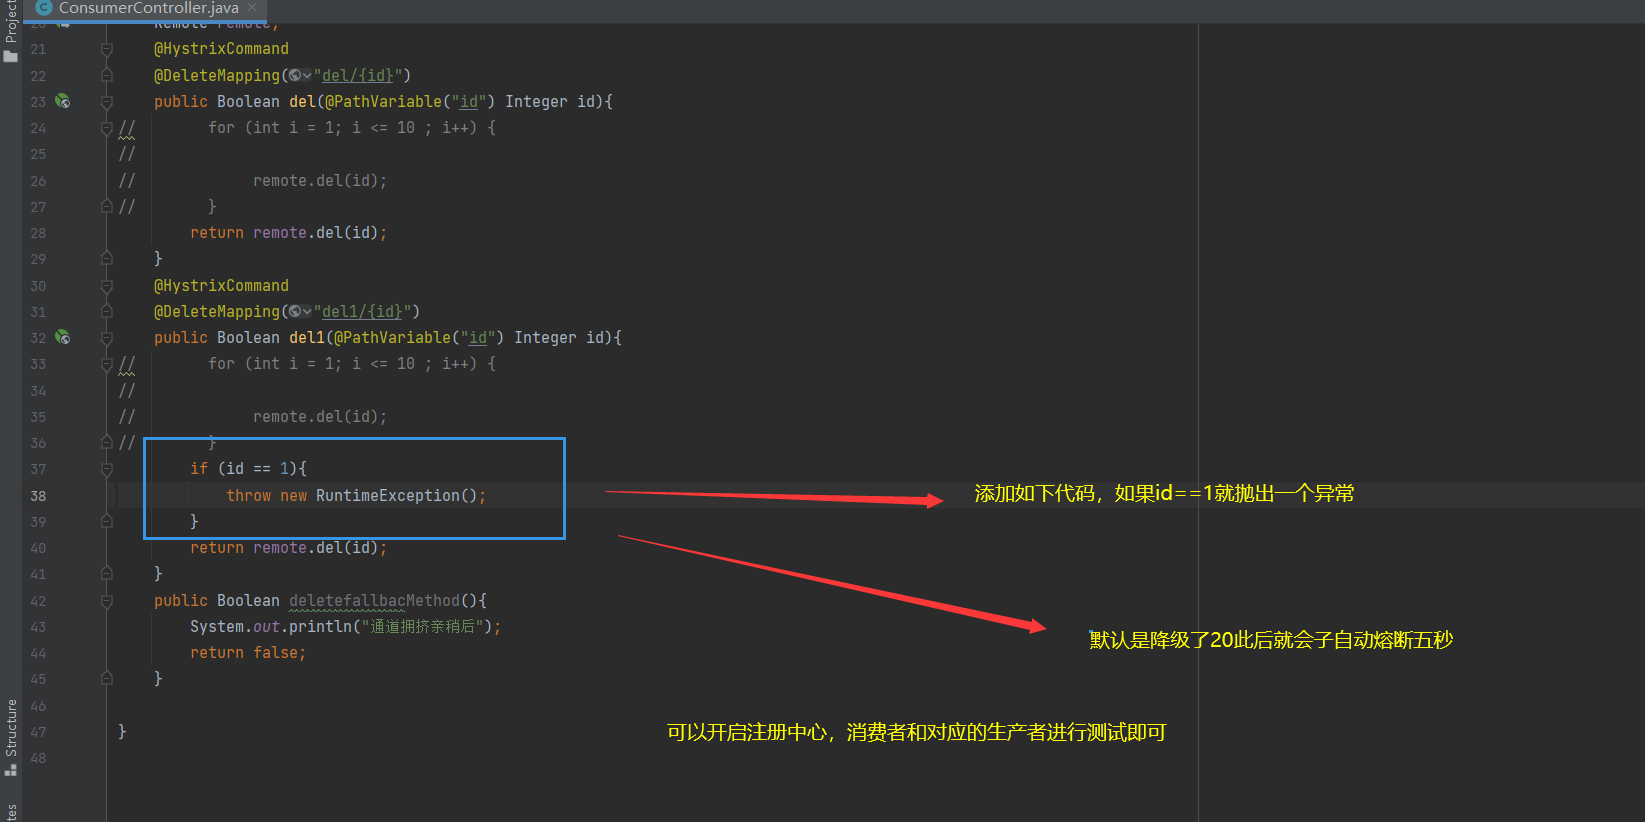 Project
ConsumerController.java
20 Remote remote;
21 @HystrixCommand
22 @DeleteMapping("del/{id}")
23 public Boolean del(@PathVariable("id") Integer id){
24 // for (int i = 1; i <= 10 ; i++) {
25 //
26 // remote.del(id);
27 // }
28 return remote.del(id);
29 }
30 @HystrixCommand
31 @DeleteMapping("del1/{id}")
32 public Boolean del1(@PathVariable("id") Integer id){
33 // for (int i = 1; i <= 10 ; i++) {
34 //
35 // remote.del(id);
36 // }
37 if (id == 1){
38 throw new RuntimeException();
添加如下代码，如果id==1就抛出一个异常
39 }
40 return remote.del(id);
41 }
42 public Boolean deletefallbacMethod(){
43 System.out.println("通道拥挤亲稍后");
默认是降级了20此后就会子自动熔断五秒
44 return false;
45 }
46
47 }
可以开启注册中心，消费者和对应的生产者进行测试即可
48
Structure